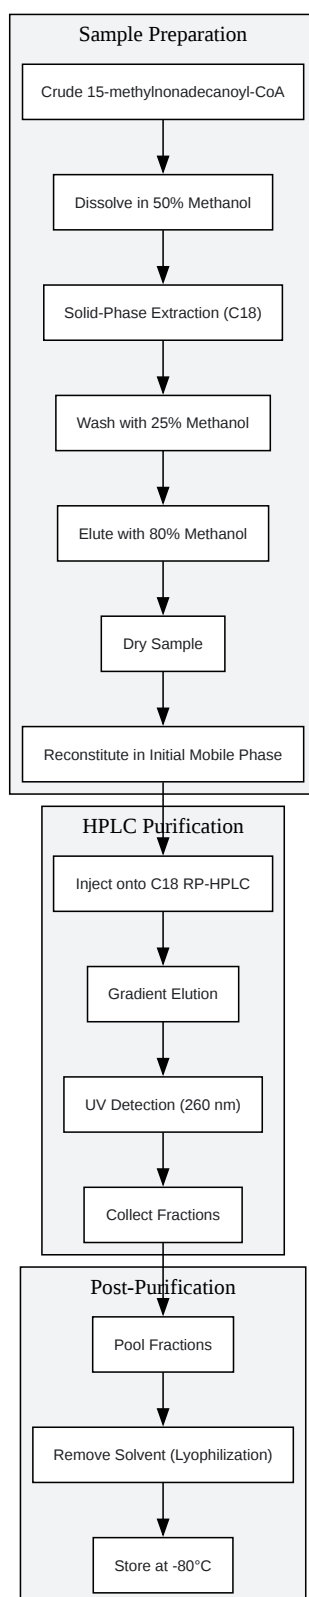 Sample Preparation
Crude 15-methylnonadecanoyl-CoA
Dissolve in 50% Methanol
Solid-Phase Extraction (C18)
Wash with 25% Methanol
Elute with 80% Methanol
Dry Sample
Reconstitute in Initial Mobile Phase
HPLC Purification
Inject onto C18 RP-HPLC
Gradient Elution
UV Detection (260 nm)
Collect Fractions
Post-Purification
Pool Fractions
Remove Solvent (Lyophilization)
Store at -80°C